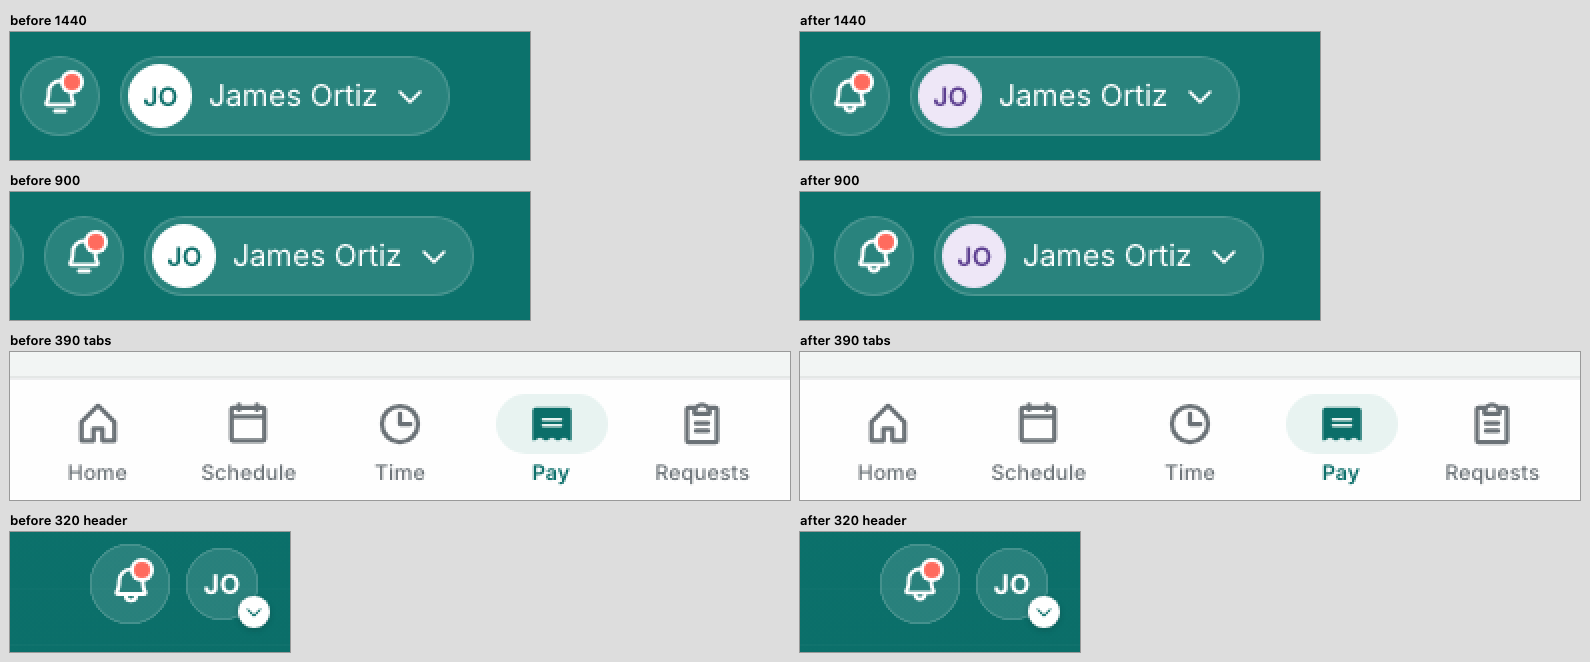 before 1440
after 1440
JO James Ortiz
JO James Ortiz
before 900
after 900
JO James Ortiz
JO James Ortiz
before 390 tabs
after 390 tabs
Home Schedule Time Pay Requests
Home Schedule Time Pay Requests
before 320 header
after 320 header
JO
JO